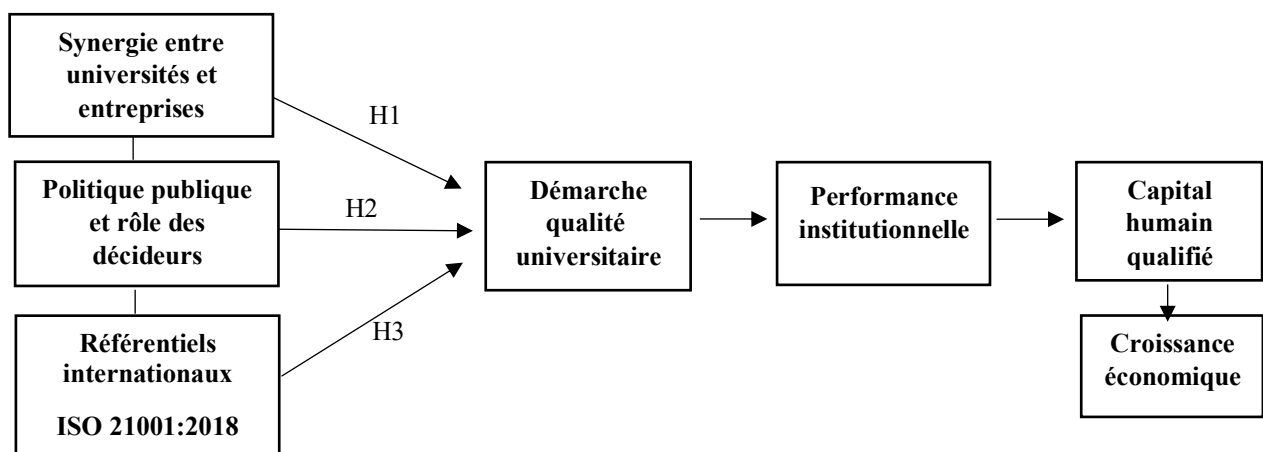 Synergie entre
universités et
entreprises
H1
Politique publique
et rôle des
décideurs
H2
Référentiels
internationaux
ISO 21001:2018
H3
Démarche
qualité
universitaire
Performance
institutionnelle
Capital
humain
qualifié
Croissance
économique